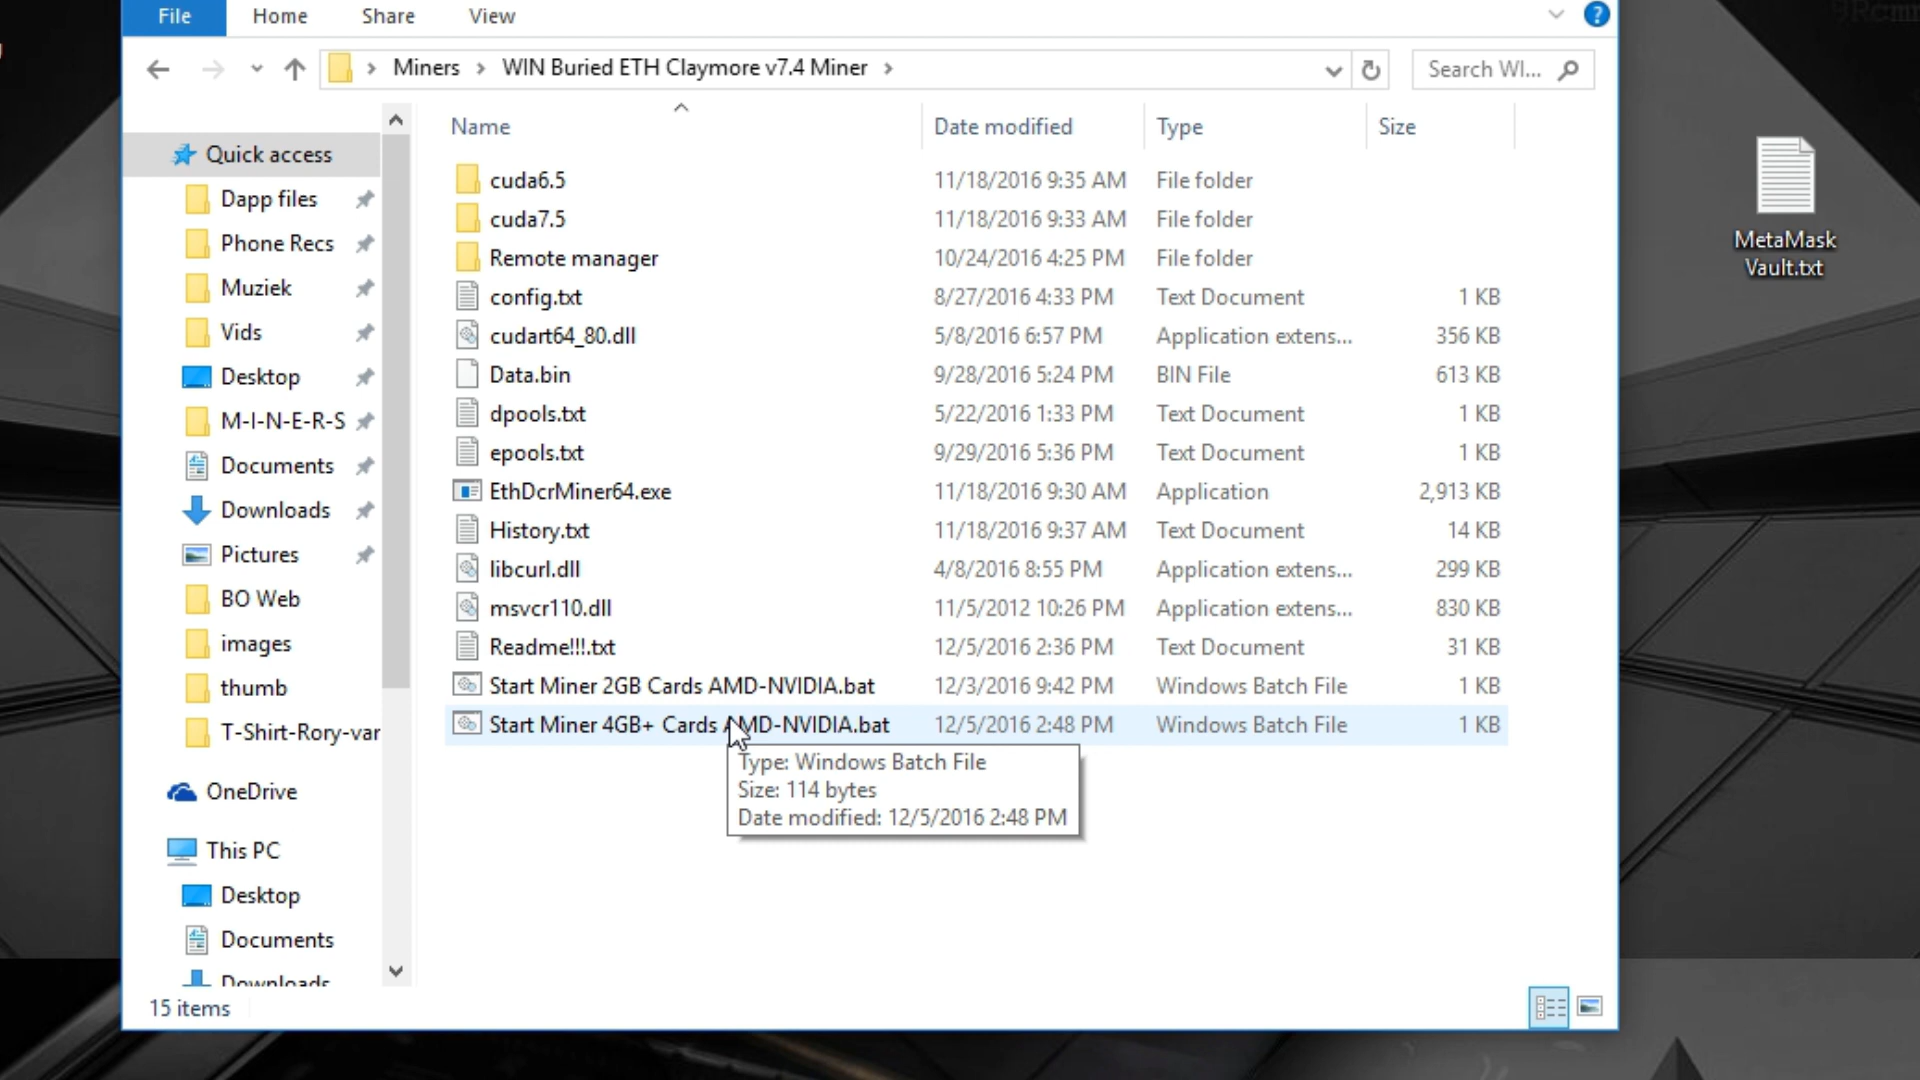 File Home Share View
Miners WIN Buried ETH Claymore v7.4 Miner Search WI...
Name Date modified Type Size
Quick access
Dapp files
Phone Recs
Muziek
Vids
Desktop
M-I-N-E-R-S
Documents
Downloads
Pictures
BO Web
images
thumb
T-Shirt-Rory-var
OneDrive
This PC
Desktop
Documents
Downloads
cuda6.5 11/18/2016 9:35 AM File folder
cuda7.5 11/18/2016 9:33 AM File folder
Remote manager 10/24/2016 4:25 PM File folder
config.txt 8/27/2016 4:33 PM Text Document 1 KB
cudart64_80.dll 5/8/2016 6:57 PM Application extens... 356 KB
Data.bin 9/28/2016 5:24 PM BIN File 613 KB
dpools.txt 5/22/2016 1:33 PM Text Document 1 KB
epools.txt 9/29/2016 5:36 PM Text Document 1 KB
EthDcrMiner64.exe 11/18/2016 9:30 AM Application 2,913 KB
History.txt 11/18/2016 9:37 AM Text Document 14 KB
libcurl.dll 4/8/2016 8:55 PM Application extens... 299 KB
msvcr110.dll 11/5/2012 10:26 PM Application extens... 830 KB
Readme!!!.txt 12/5/2016 2:36 PM Text Document 31 KB
Start Miner 2GB Cards AMD-NVIDIA.bat 12/3/2016 9:42 PM Windows Batch File 1 KB
Start Miner 4GB+ Cards AMD-NVIDIA.bat 12/5/2016 2:48 PM Windows Batch File 1 KB
Type: Windows Batch File
Size: 114 bytes
Date modified: 12/5/2016 2:48 PM
15 items
MetaMask
Vault.txt